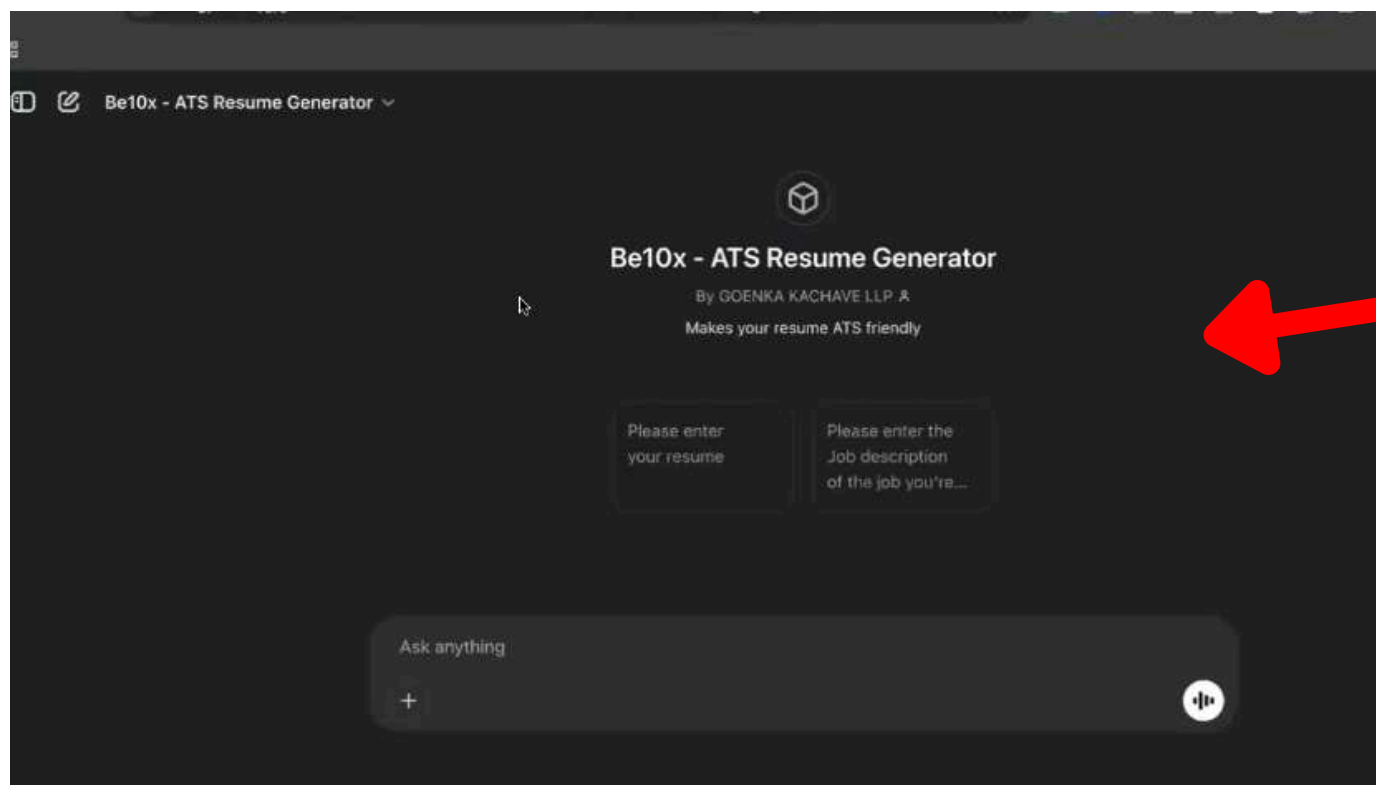 Be10x - ATS Resume Generator
Be10x - ATS Resume Generator
By GOENKA KACHAVE LLP
Makes your resume ATS friendly
Please enter
your resume
Please enter the
Job description
of the job you're...
Ask anything